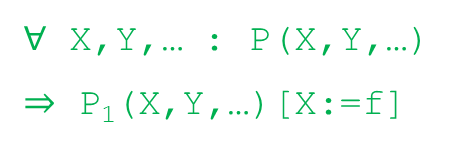 ∀ X,Y,… : P(X,Y,…)
⇒ P₁(X,Y,…)[X:=f]